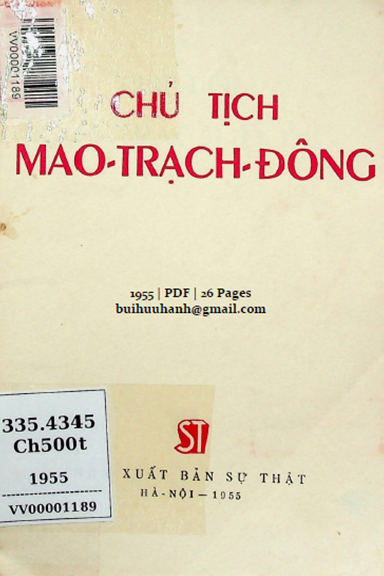 VV00001189
CHỦ TỊCH
MAO-TRẠCH-ĐÔNG
1955 | PDF | 26 Pages
buihuuhanh@gmail.com
335.4345
Ch500t
1955
VV00001189
ST
XUẤT BẢN SỰ THẬT
HÀ-NỘI — 1955